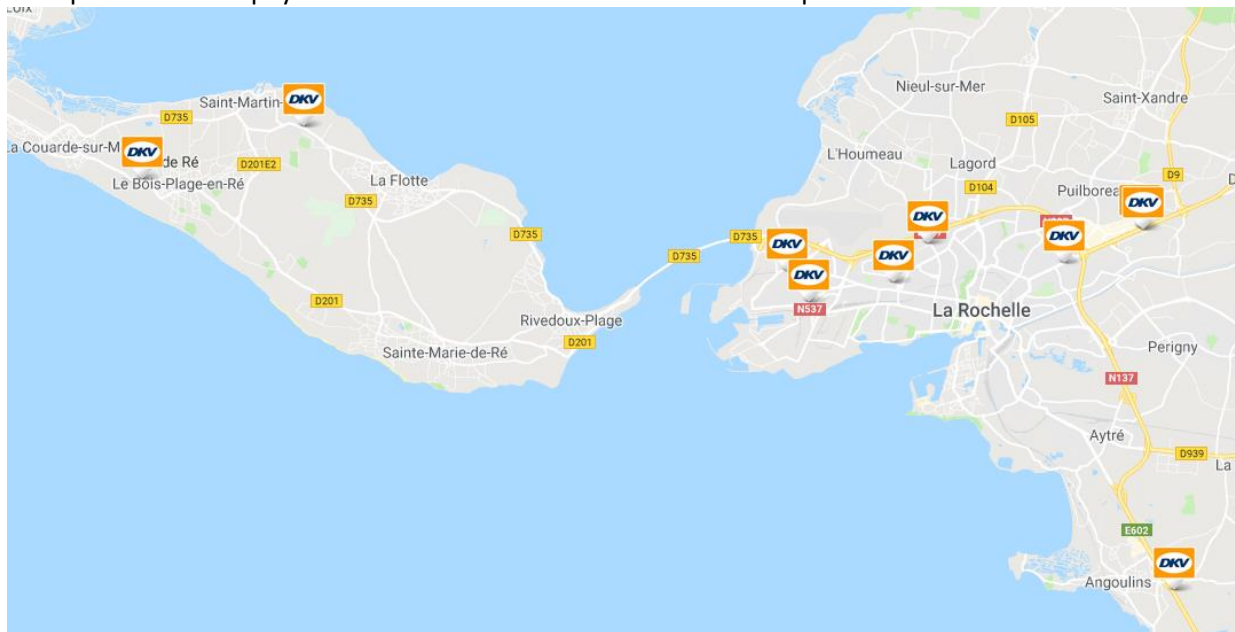 Loix
Nieul-sur-Mer
Saint-Xandre
Saint-Martin-
DKV
D735
D105
La Couarde-sur-M
DKV
de Ré
D201E2
L'Houmeau
Lagord
Le Bois-Plage-en-Ré
La Flotte
D104
Puilborea
D9
D735
DKV
DKV
D735
D735
DKV
DKV
D735
DKV
DKV
D201
N537
La Rochelle
Rivedoux-Plage
D201
Sainte-Marie-de-Ré
Perigny
N137
Aytré
D939
La
E602
DKV
Angoulins